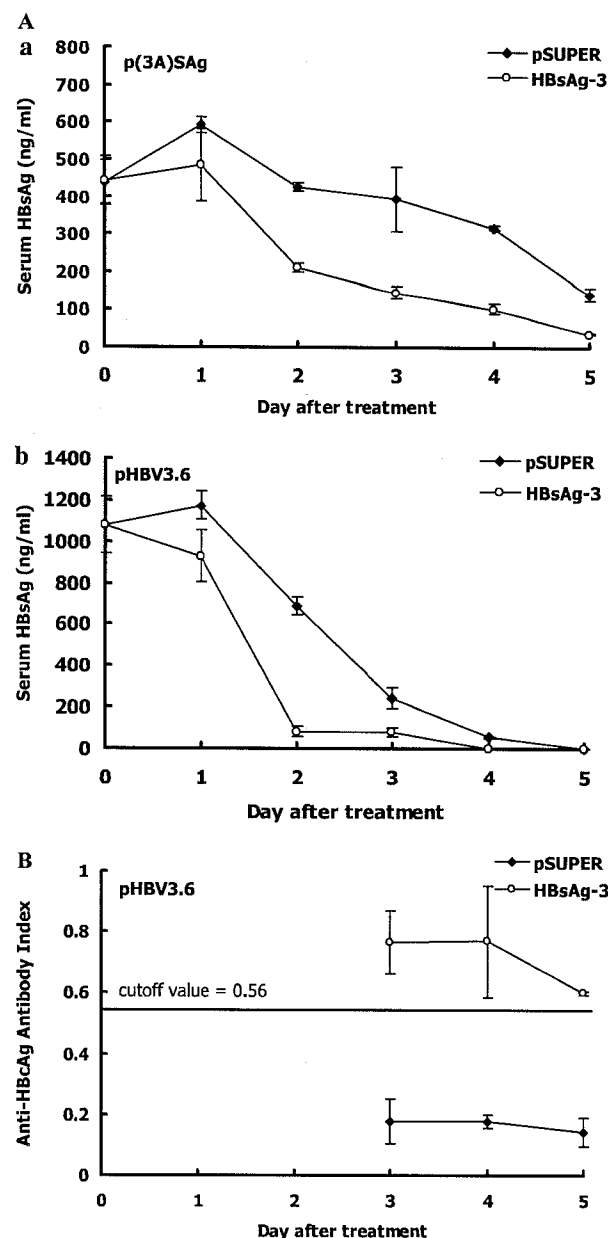 A
a
p(3A)SAg
pSUPER
HBsAg-3
Serum HBsAg (ng/ml)
800
700
600
500
400
300
200
100
0
0 1 2 3 4 5
Day after treatment
b
pHBV3.6
pSUPER
HBsAg-3
Serum HBsAg (ng/ml)
1400
1200
1000
800
600
400
200
0
0 1 2 3 4 5
Day after treatment
B
pHBV3.6
pSUPER
HBsAg-3
Anti-HBcAg Antibody Index
1
0.8
0.6
cutoff value = 0.56
0.4
0.2
0
0 1 2 3 4 5
Day after treatment